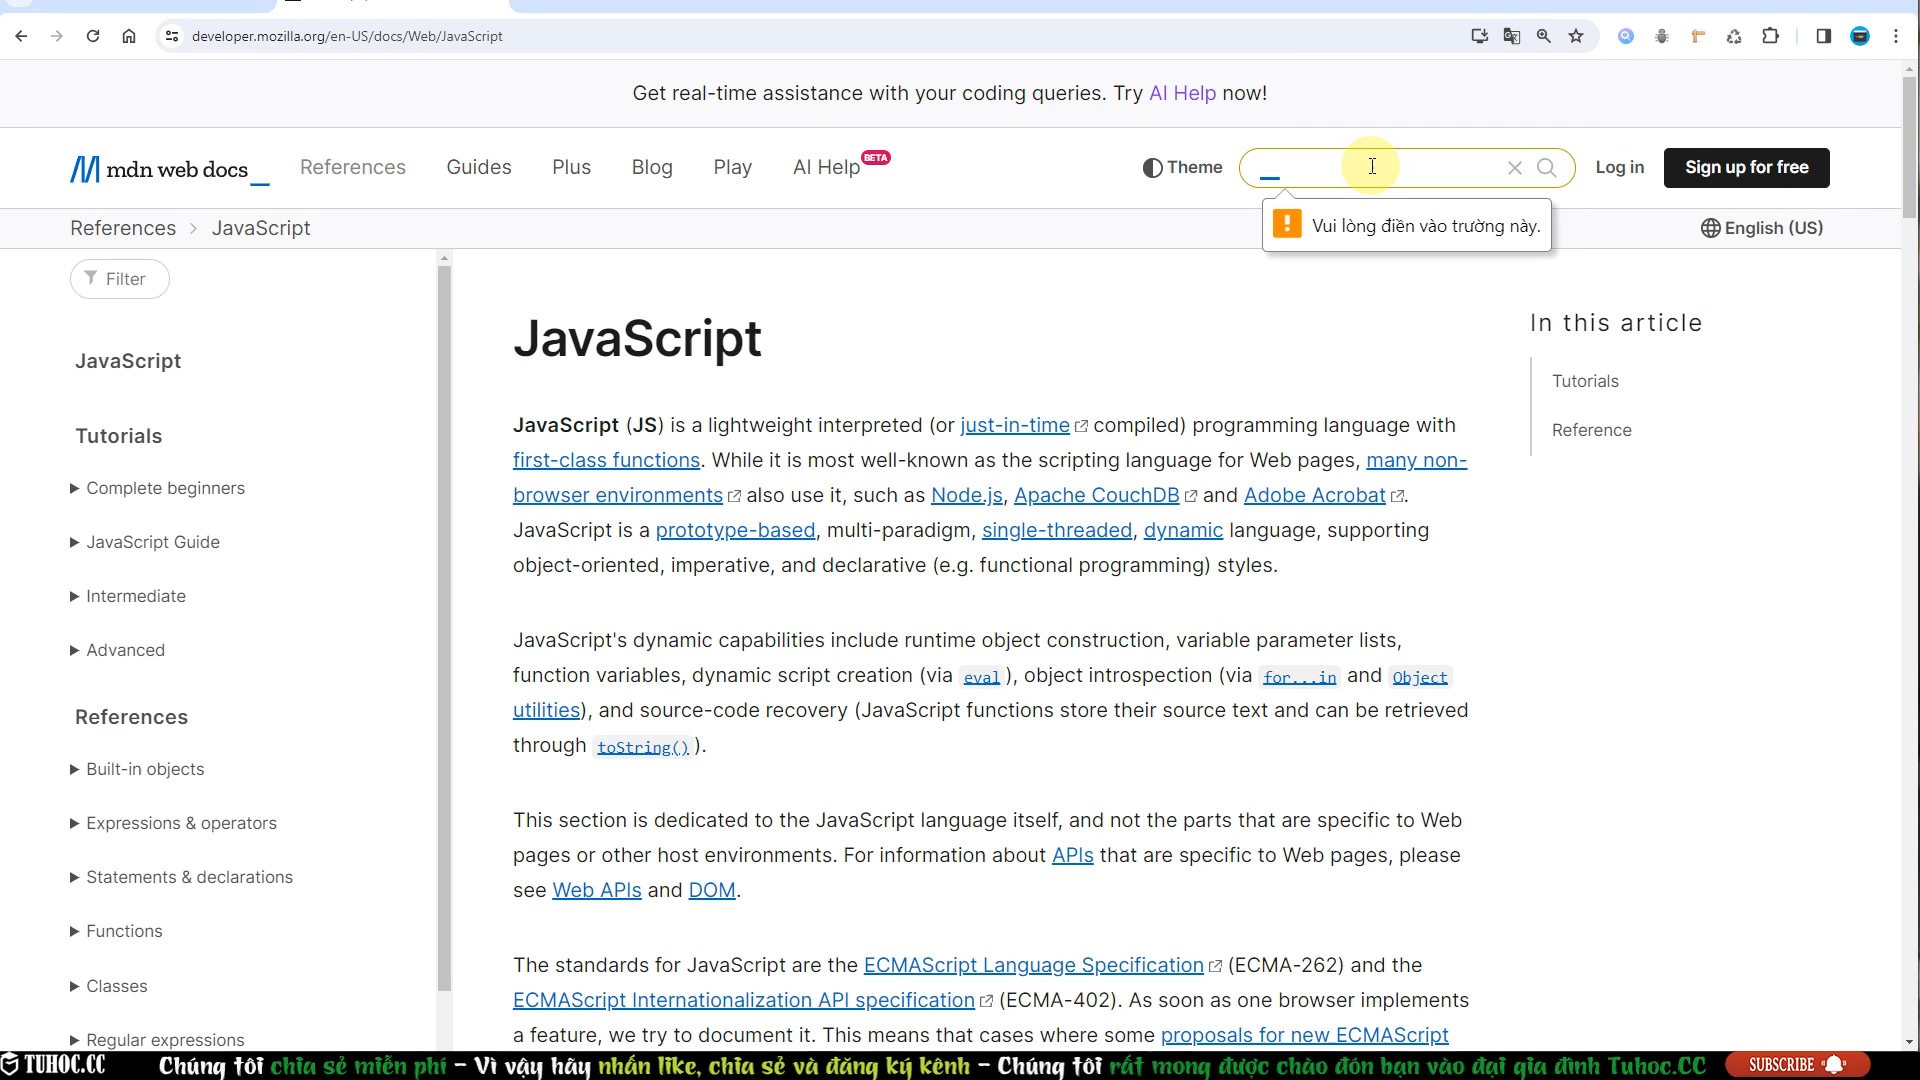 developer.mozilla.org/en-US/docs/Web/JavaScript
Get real-time assistance with your coding queries. Try AI Help now!
mdn web docs_
References
Guides
Plus
Blog
Play
AI Help
BETA
Theme
Log in
Sign up for free
Vui lòng điền vào trường này.
References > JavaScript
English (US)
Filter
JavaScript
Tutorials
Complete beginners
JavaScript Guide
Intermediate
Advanced
References
Built-in objects
Expressions & operators
Statements & declarations
Functions
Classes
Regular expressions
JavaScript
JavaScript (JS) is a lightweight interpreted (or just-in-time compiled) programming language with
first-class functions. While it is most well-known as the scripting language for Web pages, many non-
browser environments also use it, such as Node.js, Apache CouchDB and Adobe Acrobat.
JavaScript is a prototype-based, multi-paradigm, single-threaded, dynamic language, supporting
object-oriented, imperative, and declarative (e.g. functional programming) styles.
JavaScript's dynamic capabilities include runtime object construction, variable parameter lists,
function variables, dynamic script creation (via eval), object introspection (via for...in and Object
utilities), and source-code recovery (JavaScript functions store their source text and can be retrieved
through toString()).
This section is dedicated to the JavaScript language itself, and not the parts that are specific to Web
pages or other host environments. For information about APIs that are specific to Web pages, please
see Web APIs and DOM.
The standards for JavaScript are the ECMAScript Language Specification (ECMA-262) and the
ECMAScript Internationalization API specification (ECMA-402). As soon as one browser implements
a feature, we try to document it. This means that cases where some proposals for new ECMAScript
In this article
Tutorials
Reference
TUHOC.CC
Chúng tôi chia sẻ miễn phí – Vì vậy hãy nhấn like, chia sẻ và đăng ký kênh – Chúng tôi rất mong được chào đón bạn vào đại gia đình Tuhoc.CC
SUBSCRIBE